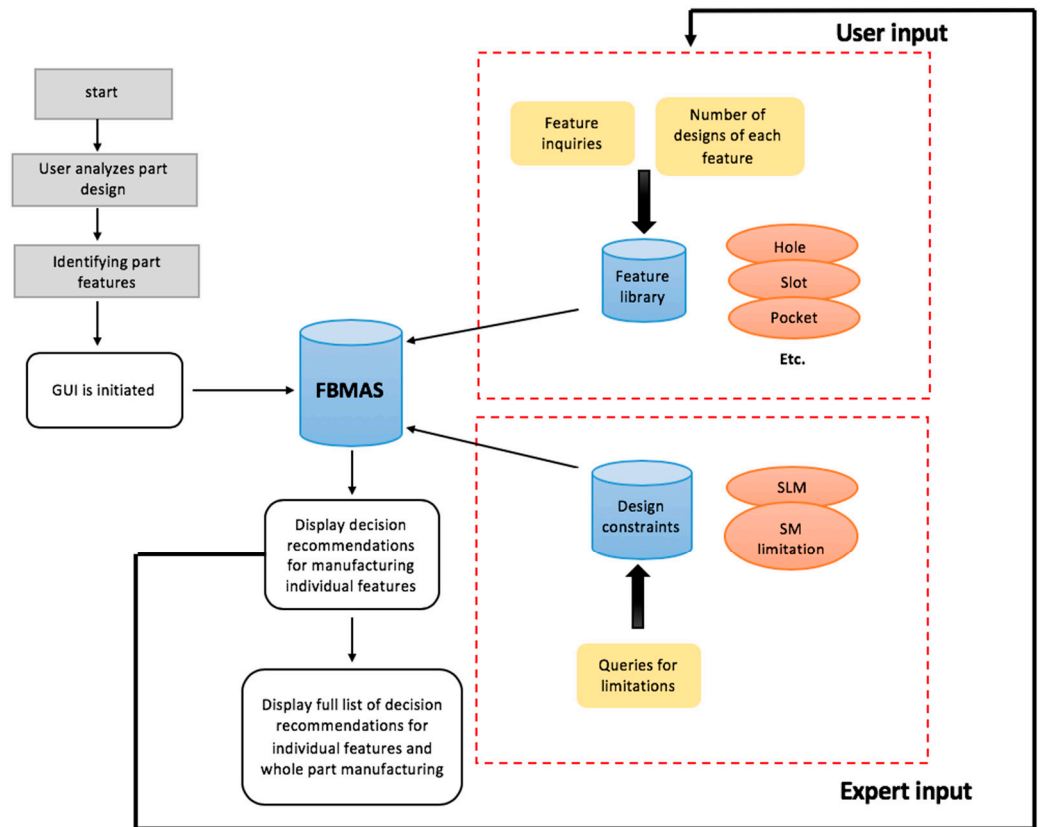 User input
start
User analyzes part
design
Identifying part
features
GUI is initiated
FBMAS
Display decision
recommendations
for manufacturing
individual features
Display full list of decision
recommendations for
individual features and
whole part manufacturing
Feature
inquiries
Number of
designs of each
feature
Feature
library
Hole
Slot
Pocket
Etc.
Design
constraints
SLM
SM
limitation
Queries for
limitations
Expert input